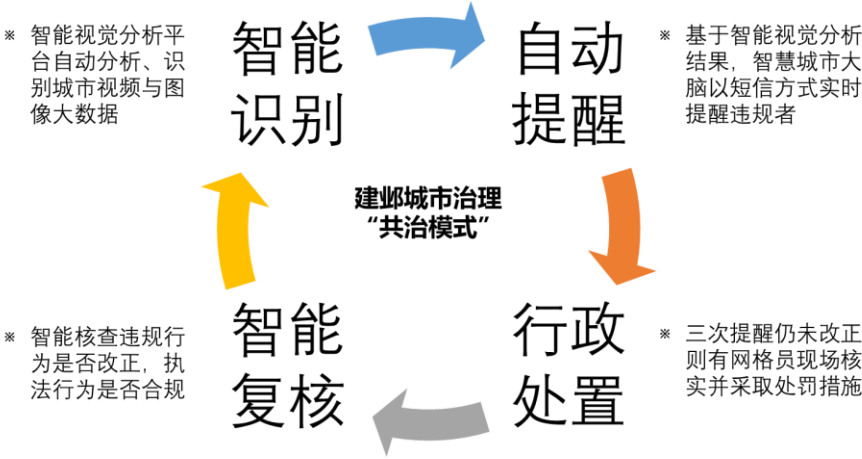 ※ 智能视觉分析平
台自动分析、识
别城市视频与图
像大数据
智能
识别
自动
提醒
※ 基于智能视觉分析
结果，智慧城市大
脑以短信方式实时
提醒违规者
建邺城市治理
“共治模式”
※ 智能核查违规行
为是否改正，执
法行为是否合规
智能
复核
行政
处置
※ 三次提醒仍未改正
则有网格员现场核
实并采取处罚措施